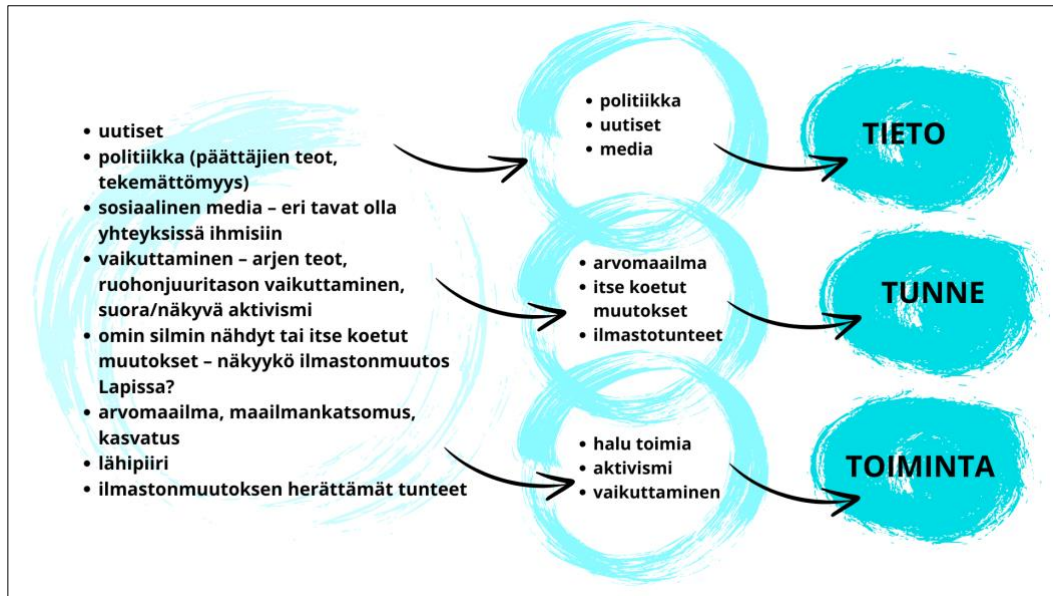 • uutiset
• politiikka (päättäjien teot,
tekemättömyys)
• sosiaalinen media – eri tavat olla
yhteyksissä ihmisiin
• vaikuttaminen – arjen teot,
ruohonjuuritason vaikuttaminen,
suora/näkyvä aktivismi
• omin silmin nähdyt tai itse koetut
muutokset – näkyykö ilmastonmuutos
Lapissa?
• arvomaailma, maailmankatsomus,
kasvatus
• lähipiiri
• ilmastonmuutoksen herättämät tunteet
• politiikka
• uutiset
• media
• arvomaailma
• itse koetut
muutokset
• ilmastotunteet
• halu toimia
• aktivismi
• vaikuttaminen
TIETO
TUNNE
TOIMINTA